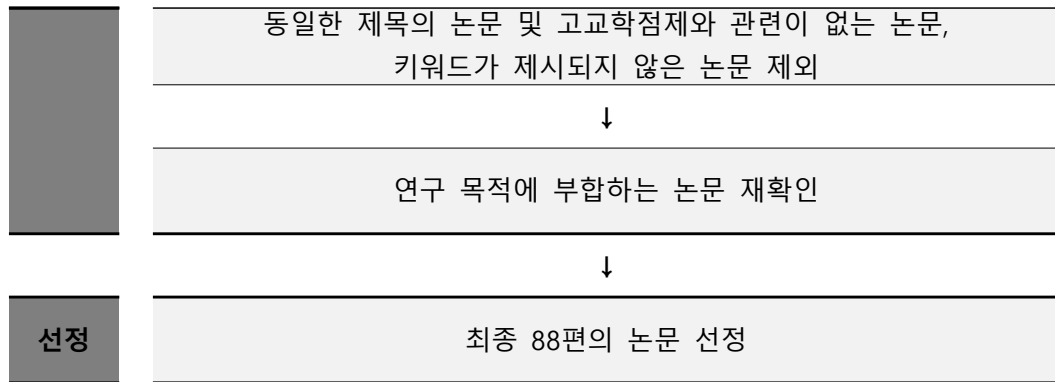 동일한 제목의 논문 및 고교학점제와 관련이 없는 논문,
키워드가 제시되지 않은 논문 제외
↓
연구 목적에 부합하는 논문 재확인
↓
선정
최종 88편의 논문 선정